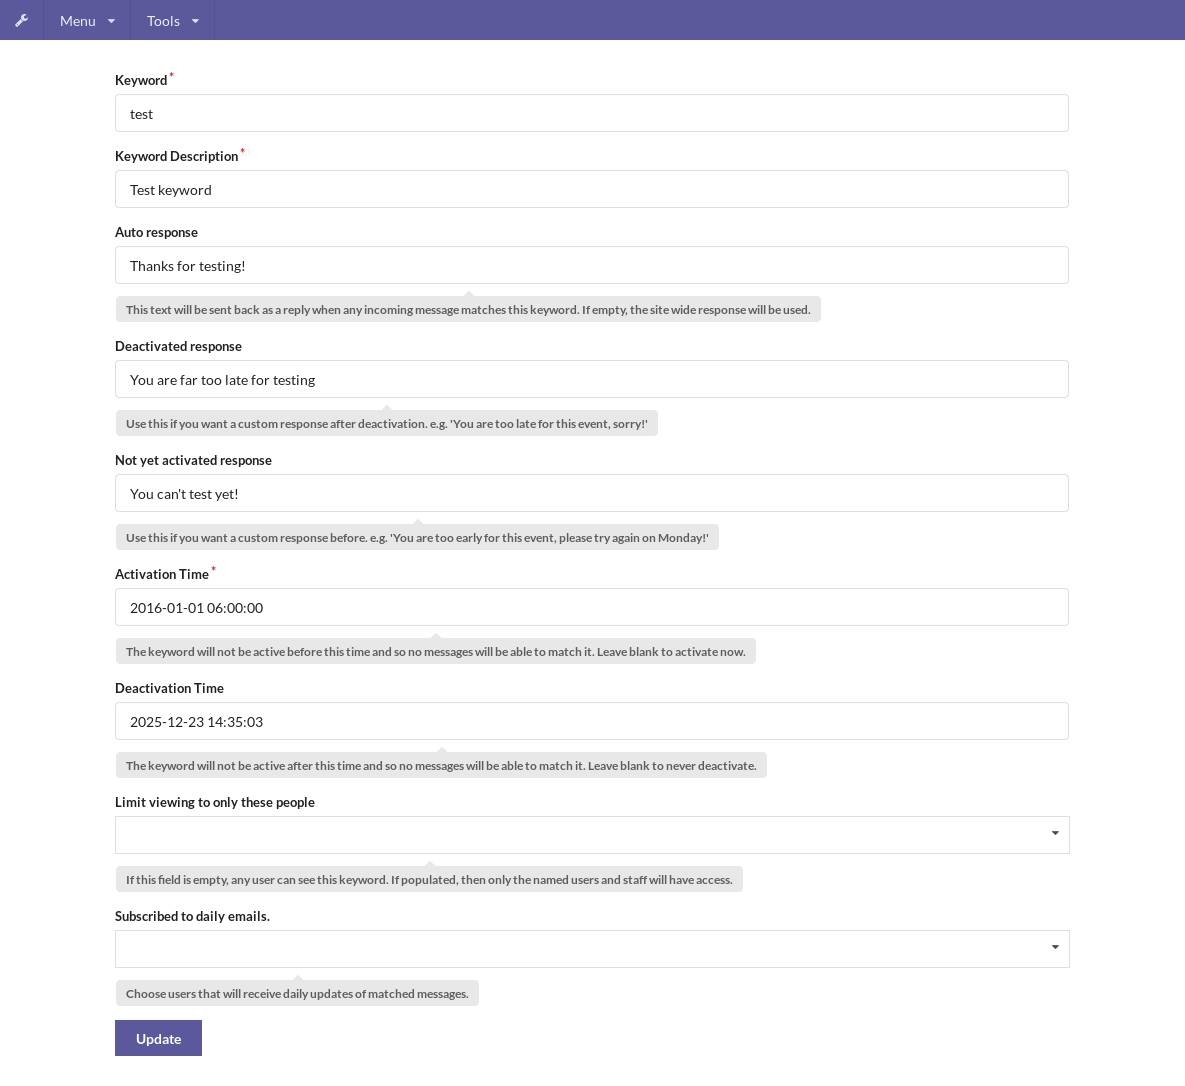 Menu Tools
Keyword*
test
Keyword Description*
Test keyword
Auto response
Thanks for testing!
This text will be sent back as a reply when any incoming message matches this keyword. If empty, the site wide response will be used.
Deactivated response
You are far too late for testing
Use this if you want a custom response after deactivation. e.g. 'You are too late for this event, sorry!'
Not yet activated response
You can't test yet!
Use this if you want a custom response before. e.g. 'You are too early for this event, please try again on Monday!'
Activation Time*
2016-01-01 06:00:00
The keyword will not be active before this time and so no messages will be able to match it. Leave blank to activate now.
Deactivation Time
2025-12-23 14:35:03
The keyword will not be active after this time and so no messages will be able to match it. Leave blank to never deactivate.
Limit viewing to only these people
If this field is empty, any user can see this keyword. If populated, then only the named users and staff will have access.
Subscribed to daily emails.
Choose users that will receive daily updates of matched messages.
Update